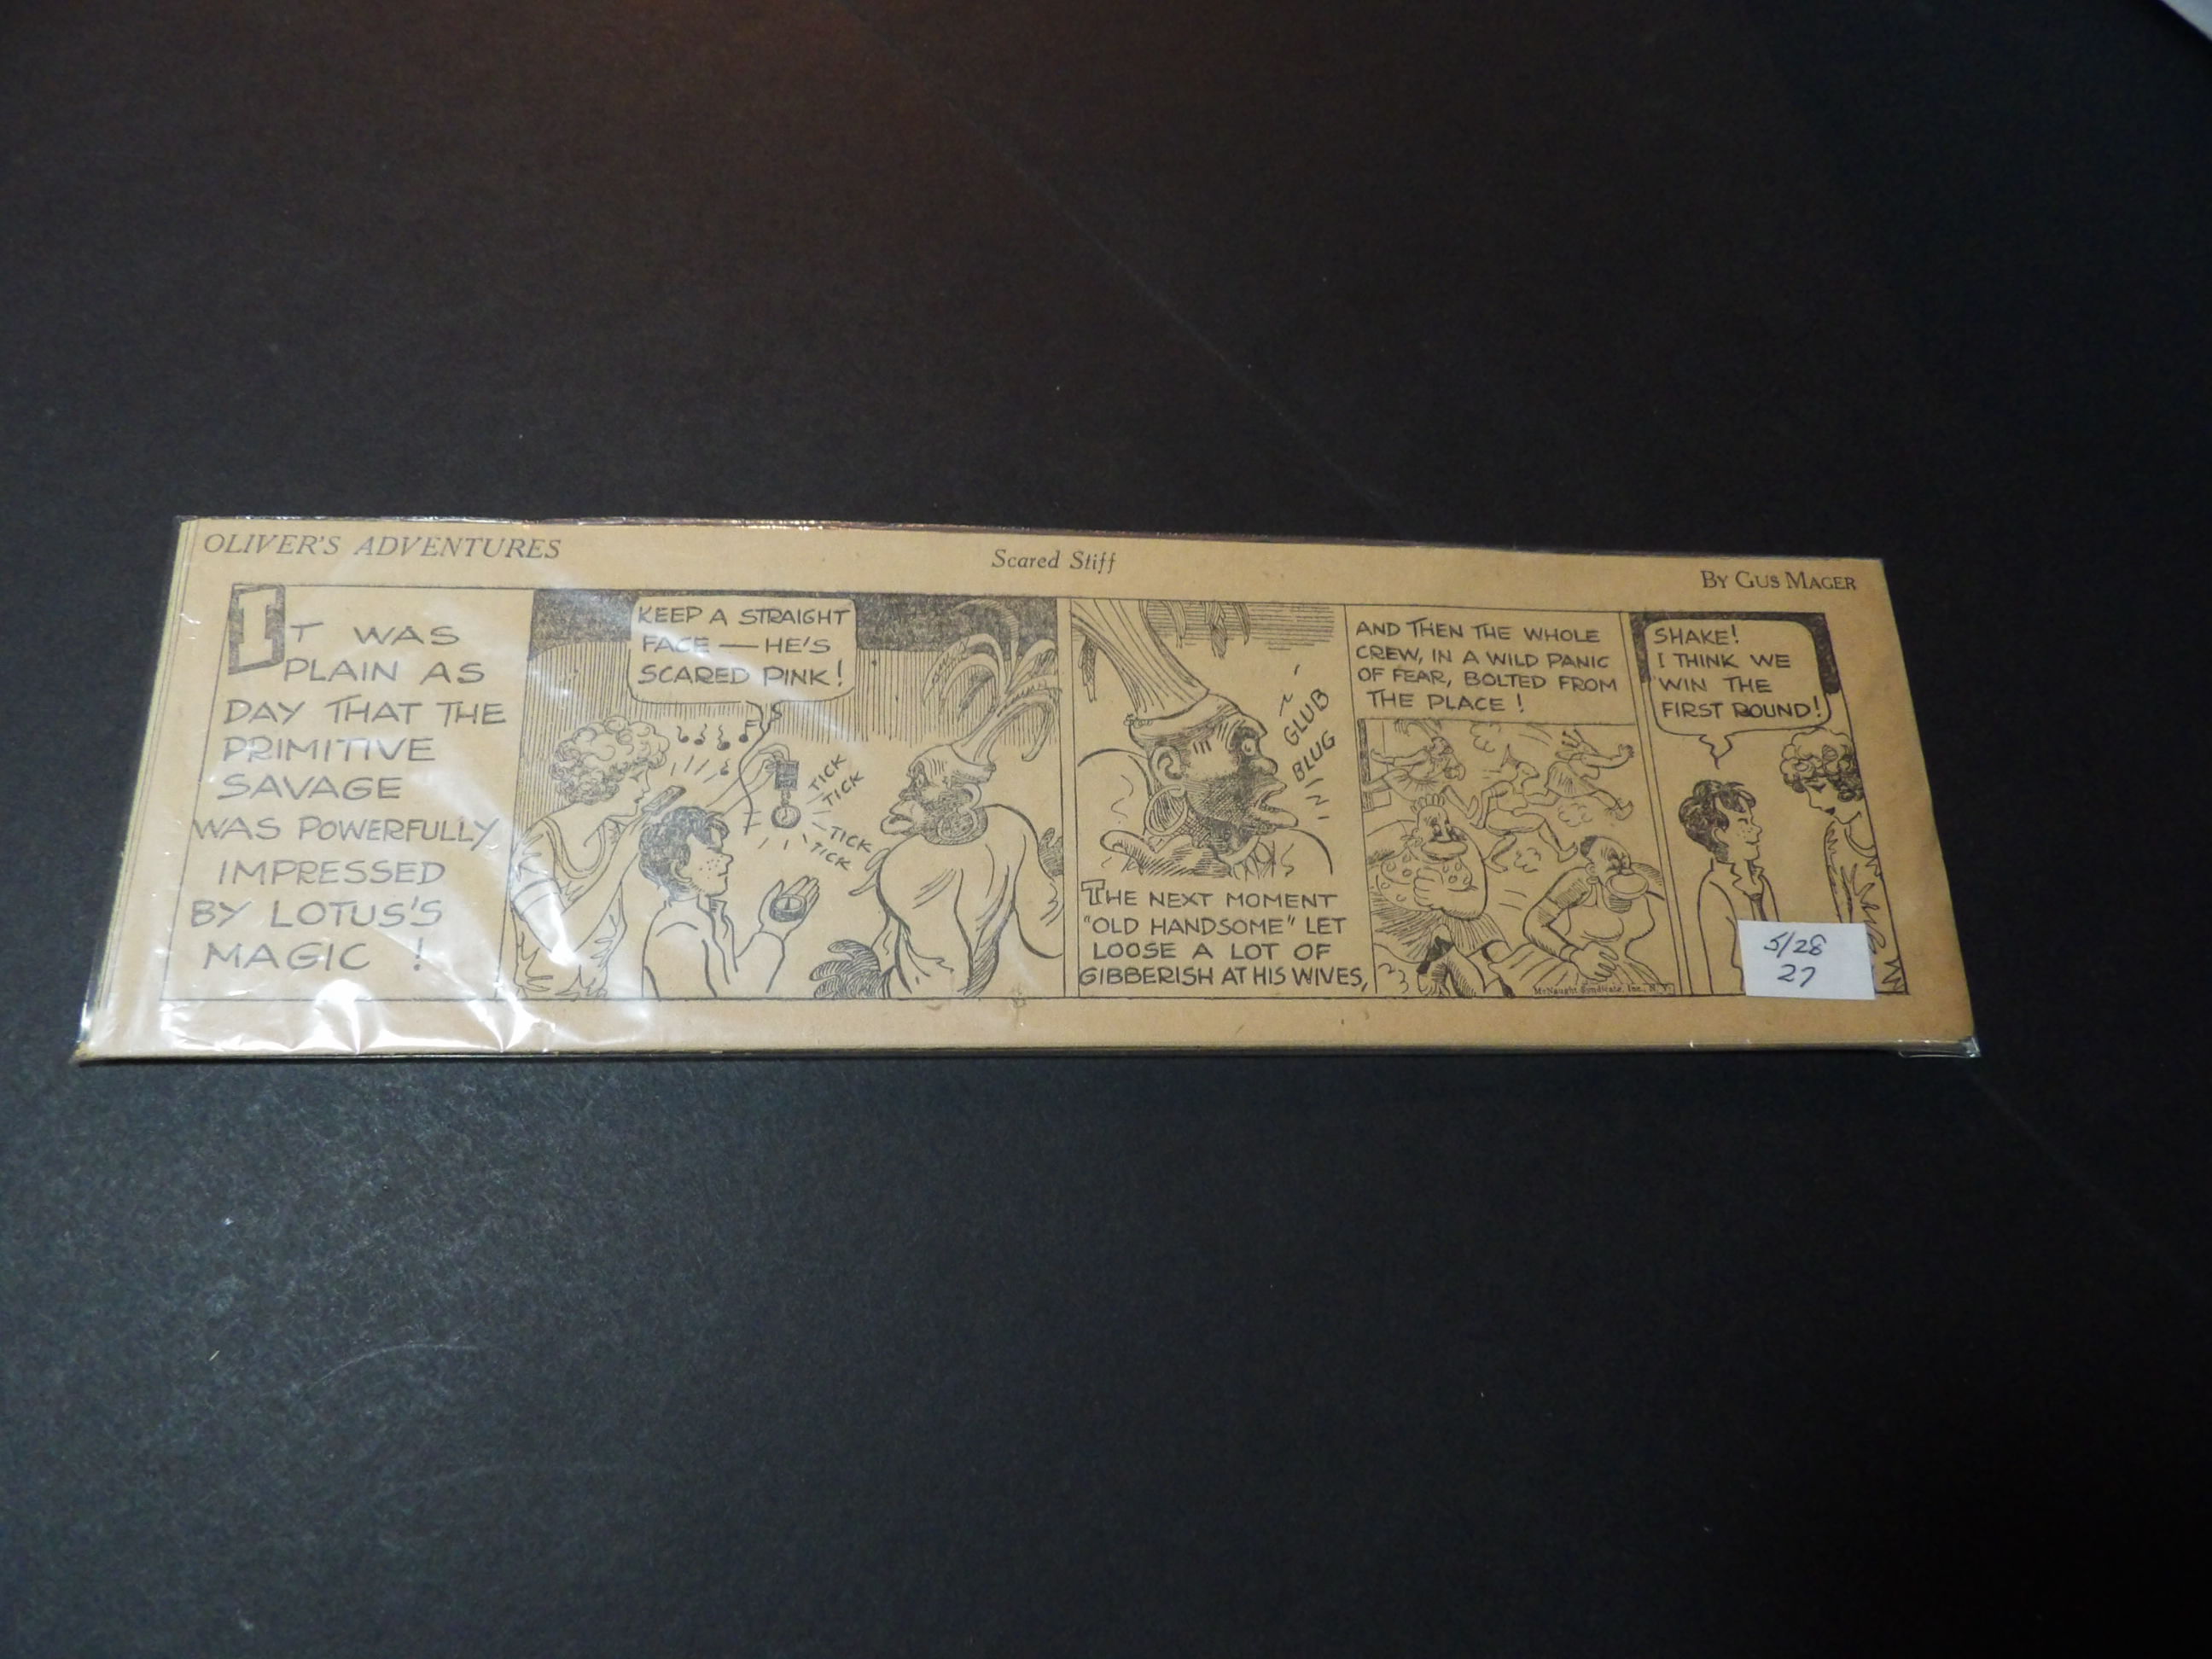 OLIVER'S ADVENTURES
Scared Stiff
BY GUS MAGER
IT WAS
PLAIN AS
DAY THAT THE
PRIMITIVE
SAVAGE
WAS POWERFULLY
IMPRESSED
BY LOTUS'S
MAGIC !
KEEP A STRAIGHT
FACE — HE'S
SCARED PINK!
TICK
TICK
TICK
TICK
GLUB
BLUG
THE NEXT MOMENT
"OLD HANDSOME" LET
LOOSE A LOT OF
GIBBERISH AT HIS WIVES,
AND THEN THE WHOLE
CREW, IN A WILD PANIC
OF FEAR, BOLTED FROM
THE PLACE !
McNaught Syndicate, Inc., N. Y.
SHAKE!
I THINK WE
WIN THE
FIRST ROUND!
5/28
27